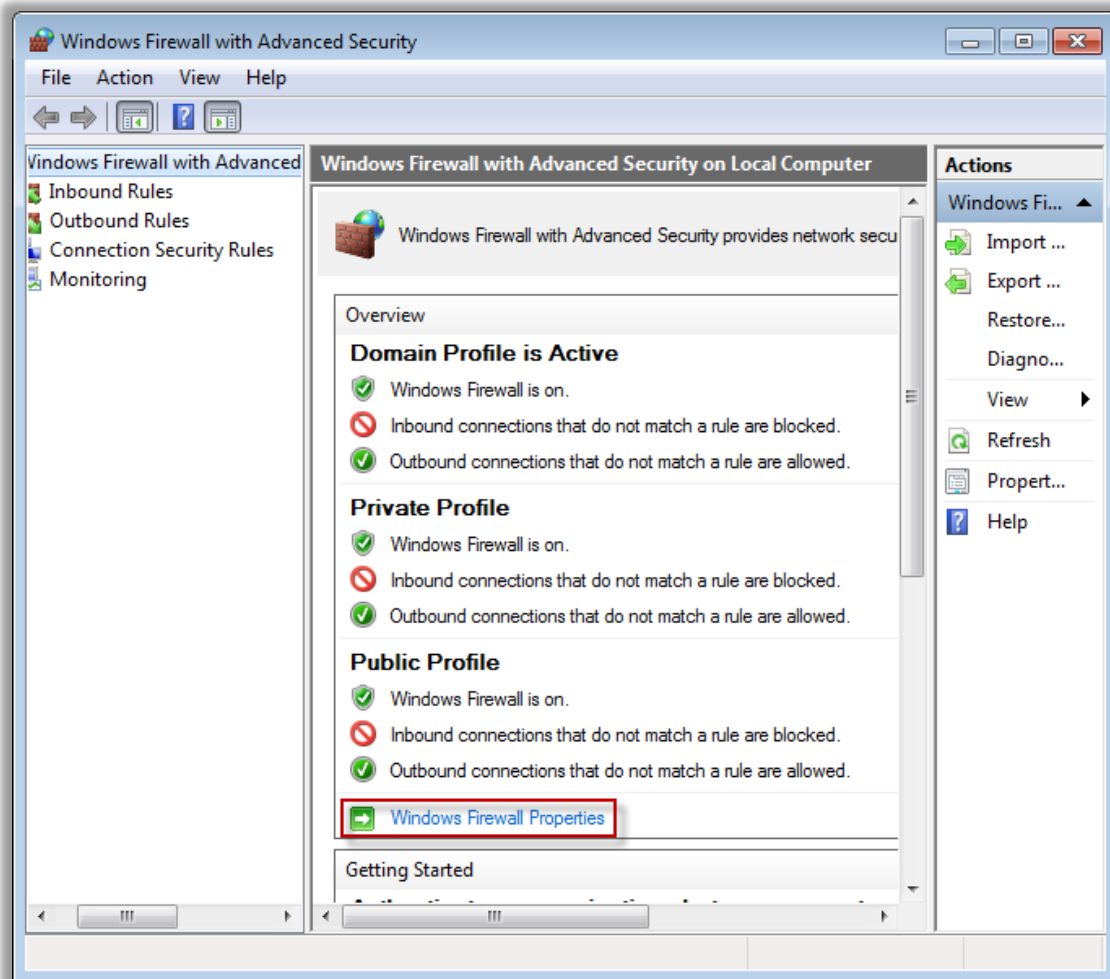 Windows Firewall with Advanced Security
File Action View Help
Windows Firewall with Advanced
Inbound Rules
Outbound Rules
Connection Security Rules
Monitoring
Windows Firewall with Advanced Security on Local Computer
Windows Firewall with Advanced Security provides network secu
Overview
Domain Profile is Active
Windows Firewall is on.
Inbound connections that do not match a rule are blocked.
Outbound connections that do not match a rule are allowed.
Private Profile
Windows Firewall is on.
Inbound connections that do not match a rule are blocked.
Outbound connections that do not match a rule are allowed.
Public Profile
Windows Firewall is on.
Inbound connections that do not match a rule are blocked.
Outbound connections that do not match a rule are allowed.
Windows Firewall Properties
Getting Started
Actions
Windows Fi...
Import ...
Export ...
Restore...
Diagno...
View
Refresh
Propert...
Help